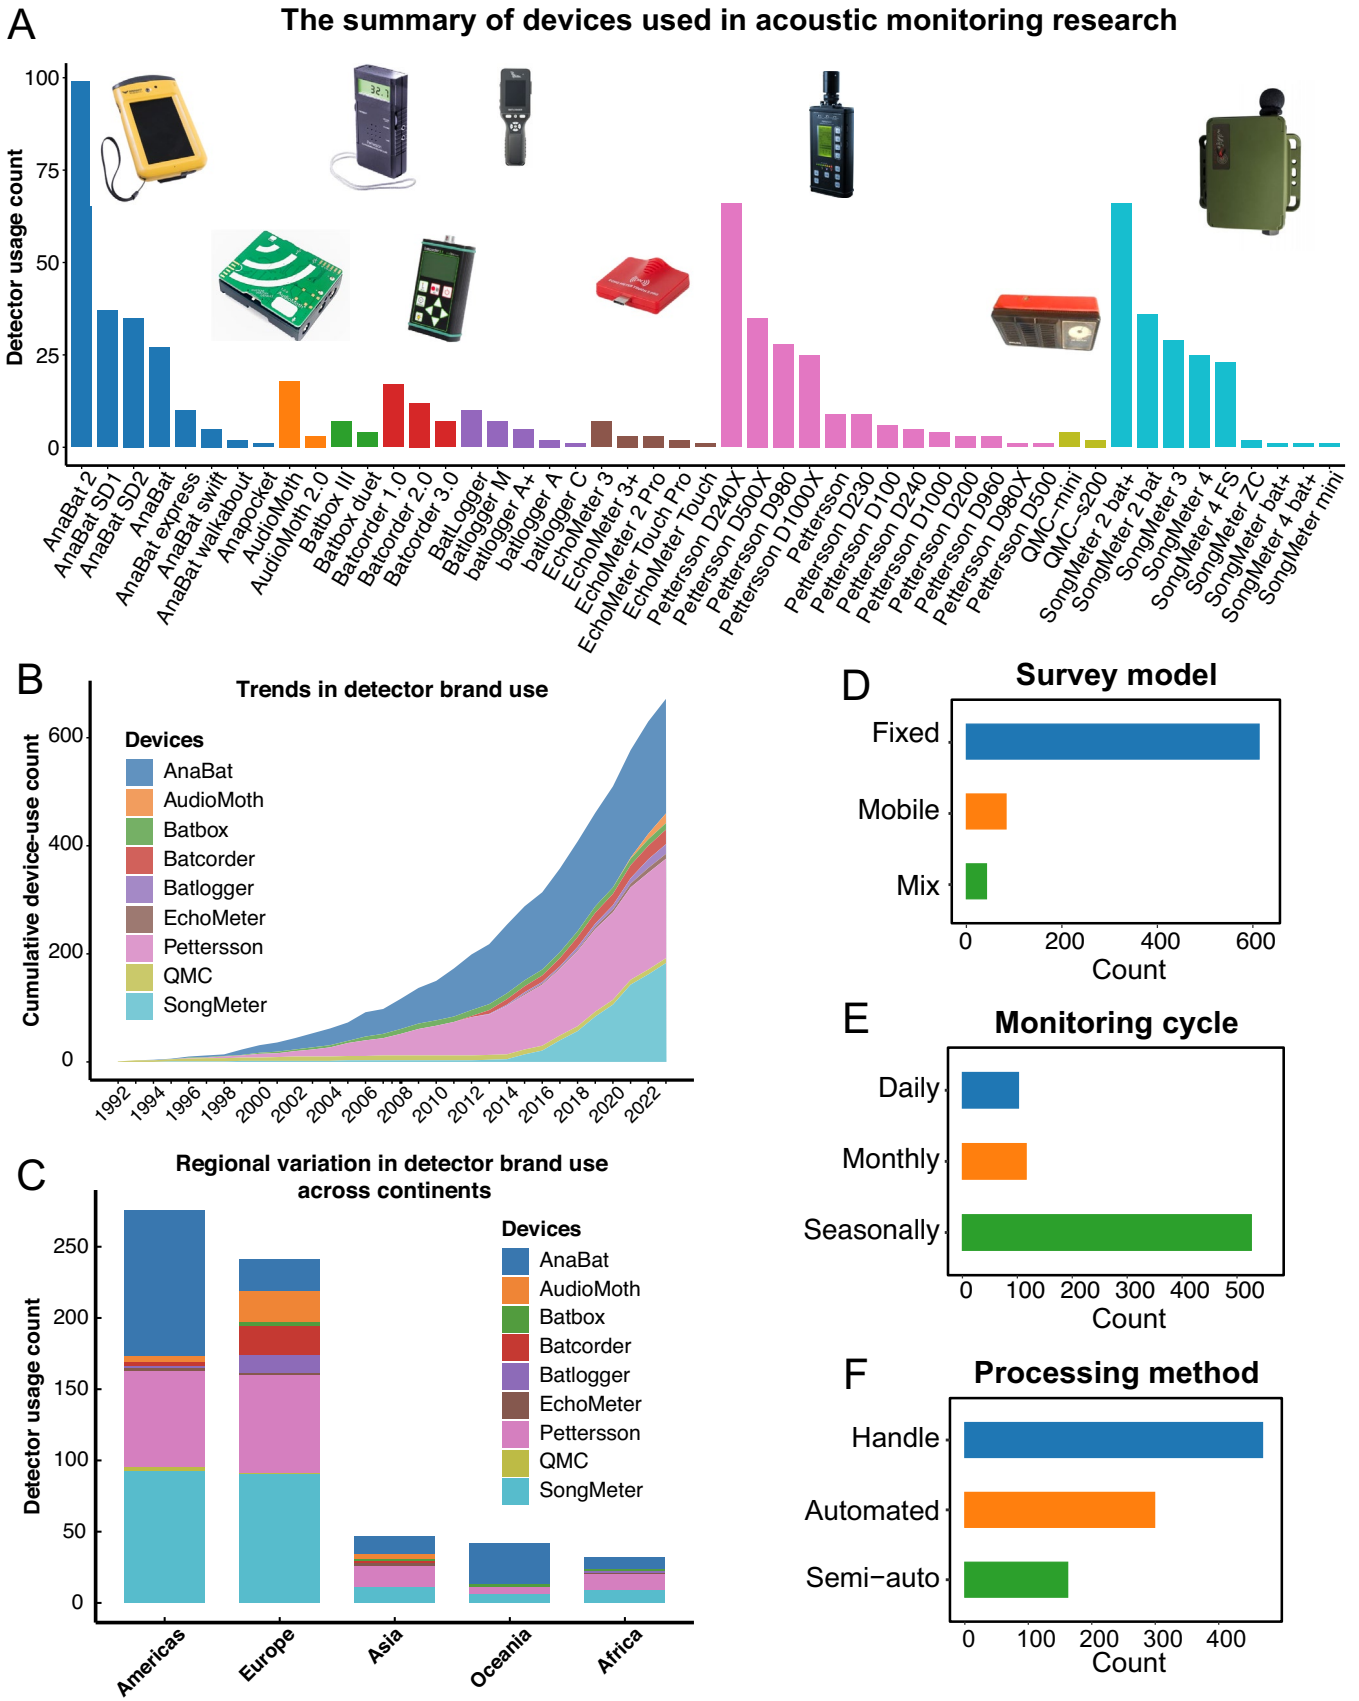 A
The summary of devices used in acoustic monitoring research
Detector usage count
100
75
50
25
0
AnaBat 2
AnaBat SD1
AnaBat SD2
AnaBat
AnaBat express
AnaBat swift
AnaBat walkabout
Anapocket
AudioMoth
AudioMoth 2.0
Batbox III
Batbox duet
Batcorder 1.0
Batcorder 2.0
Batcorder 3.0
BatLogger
Batlogger M
batlogger A+
batlogger A
batlogger C
EchoMeter 3
EchoMeter 3+
EchoMeter 2 Pro
EchoMeter Touch Pro
EchoMeter Touch
Pettersson D240X
Pettersson D500X
Pettersson D980
Pettersson D1000X
Pettersson
Pettersson D230
Pettersson D100
Pettersson D240
Pettersson D1000
Pettersson D200
Pettersson D960
Pettersson D980X
Pettersson D500
QMC-mini
QMC-s200
SongMeter 2 bat+
SongMeter 2 bat
SongMeter 3
SongMeter 4
SongMeter 4 FS
SongMeter ZC
SongMeter bat+
SongMeter 4 bat+
SongMeter mini
B
Trends in detector brand use
Cumulative device-use count
600
400
200
0
Devices
AnaBat
AudioMoth
Batbox
Batcorder
Batlogger
EchoMeter
Pettersson
QMC
SongMeter
1992
1994
1996
1998
2000
2002
2004
2006
2008
2010
2012
2014
2016
2018
2020
2022
C
Regional variation in detector brand use
across continents
Detector usage count
250
200
150
100
50
0
Devices
AnaBat
AudioMoth
Batbox
Batcorder
Batlogger
EchoMeter
Pettersson
QMC
SongMeter
Americas
Europe
Asia
Oceania
Africa
D
Survey model
Fixed
Mobile
Mix
0 200 400 600
Count
E
Monitoring cycle
Daily
Monthly
Seasonally
0 100 200 300 400 500
Count
F
Processing method
Handle
Automated
Semi−auto
0 100 200 300 400
Count